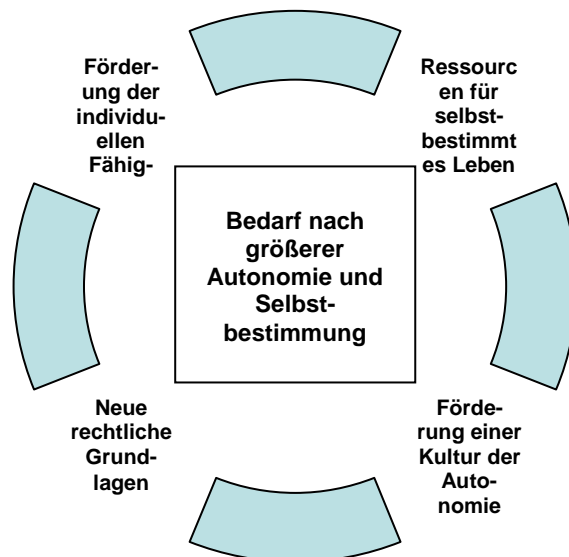 Förder-
ung der
individu-
ellen
Fähig-
Ressourc
en für
selbst-
bestimmt
es Leben
Bedarf nach
größerer
Autonomie und
Selbst-
bestimmung
Neue
rechtliche
Grund-
lagen
Förde-
rung einer
Kultur der
Auto-
nomie